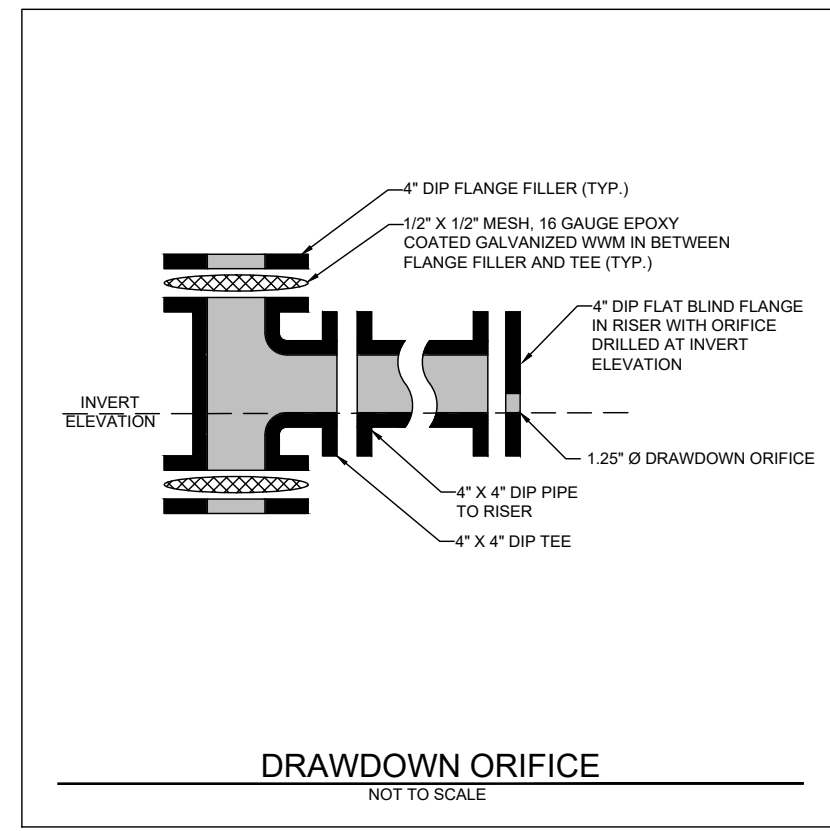 4" DIP FLANGE FILLER (TYP.)
1/2" X 1/2" MESH, 16 GAUGE EPOXY
COATED GALVANIZED WWM IN BETWEEN
FLANGE FILLER AND TEE (TYP.)
4" DIP FLAT BLIND FLANGE
IN RISER WITH ORIFICE
DRILLED AT INVERT
ELEVATION
INVERT
ELEVATION
1.25" Ø DRAWDOWN ORIFICE
4" X 4" DIP PIPE
TO RISER
4" X 4" DIP TEE
DRAWDOWN ORIFICE
NOT TO SCALE